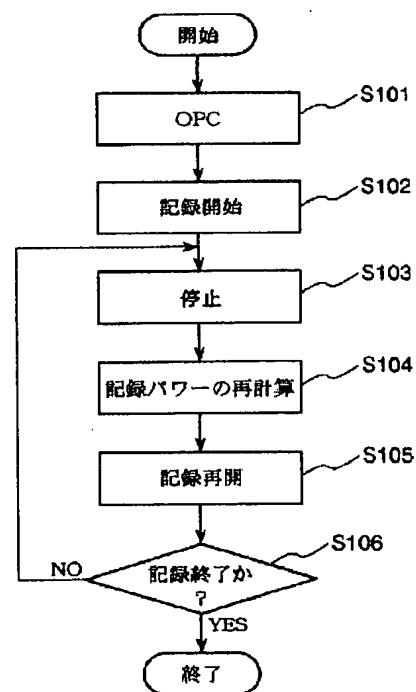 開始
OPC
S101
記録開始
S102
停止
S103
記録パワーの再計算
S104
記録再開
S105
記録終了か
?
S106
NO
YES
終了